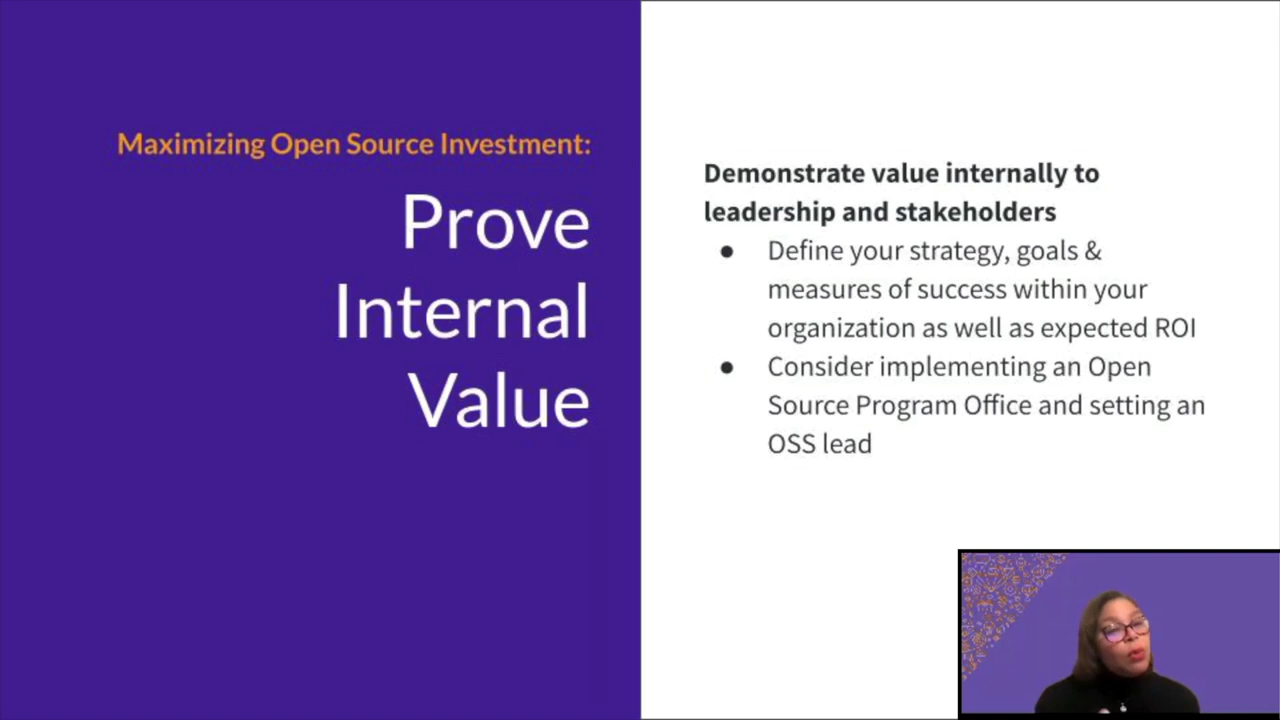 Maximizing Open Source Investment:
Prove
Internal
Value
Demonstrate value internally to
leadership and stakeholders
● Define your strategy, goals &
measures of success within your
organization as well as expected ROI
● Consider implementing an Open
Source Program Office and setting an
OSS lead